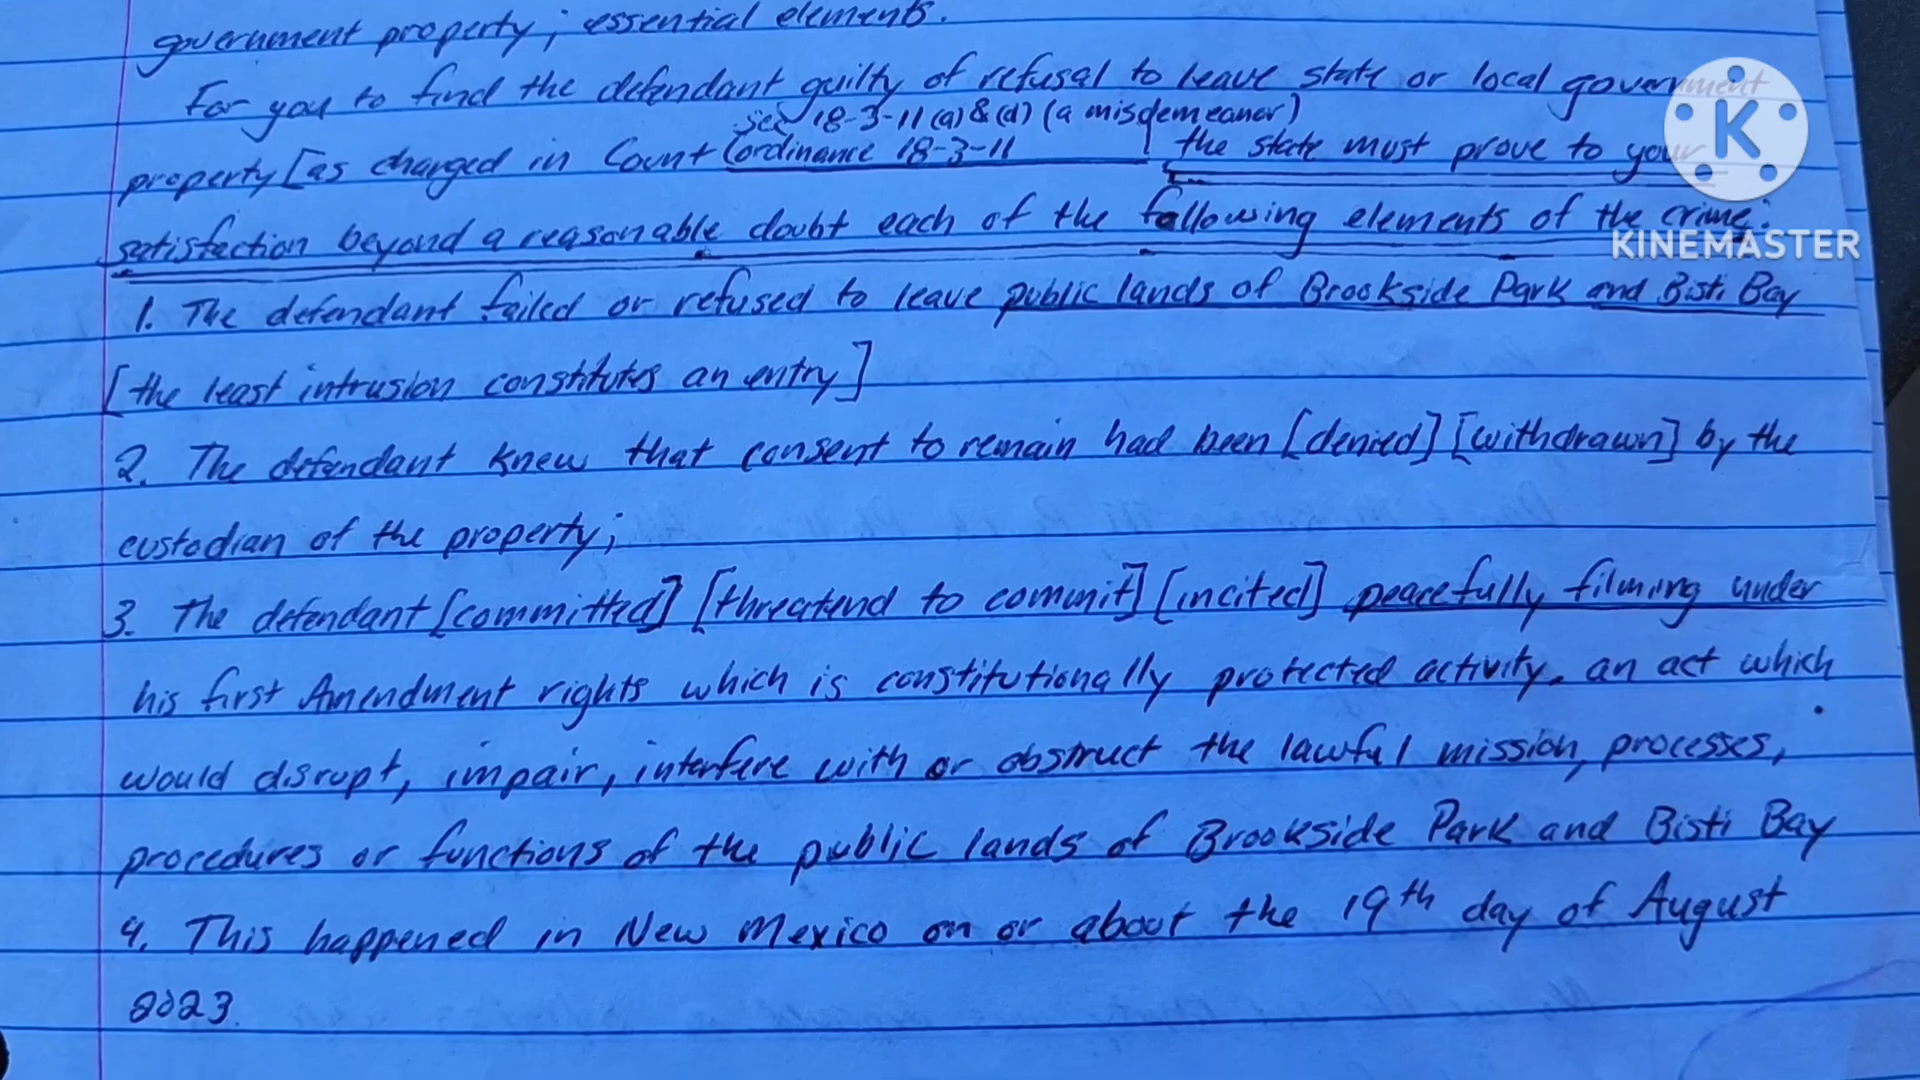 government property; essential elements.
For you to find the defendant guilty of refusal to leave state or local government
sec 18-3-11 (a) & (d) (a misdemeanor)
property [as charged in Count (ordinance 18-3-11 ] the state must prove to your
satisfaction beyond a reasonable doubt each of the following elements of the crime:
1. The defendant failed or refused to leave public lands of Brookside Park and Bisti Bay
[the least intrusion constitutes an entry]
2. The defendant knew that consent to remain had been [denied] [withdrawn] by the
custodian of the property;
3. The defendant [committed] [threatend to commit] [incited] peacefully filming under
his first Amendment rights which is constitutionally protected activity. an act which
would disrupt, impair, interfere with or obstruct the lawful mission, processes,
procedures or functions of the public lands of Brookside Park and Bisti Bay
4. This happened in New Mexico on or about the 19th day of August
2023.
K
KINEMASTER